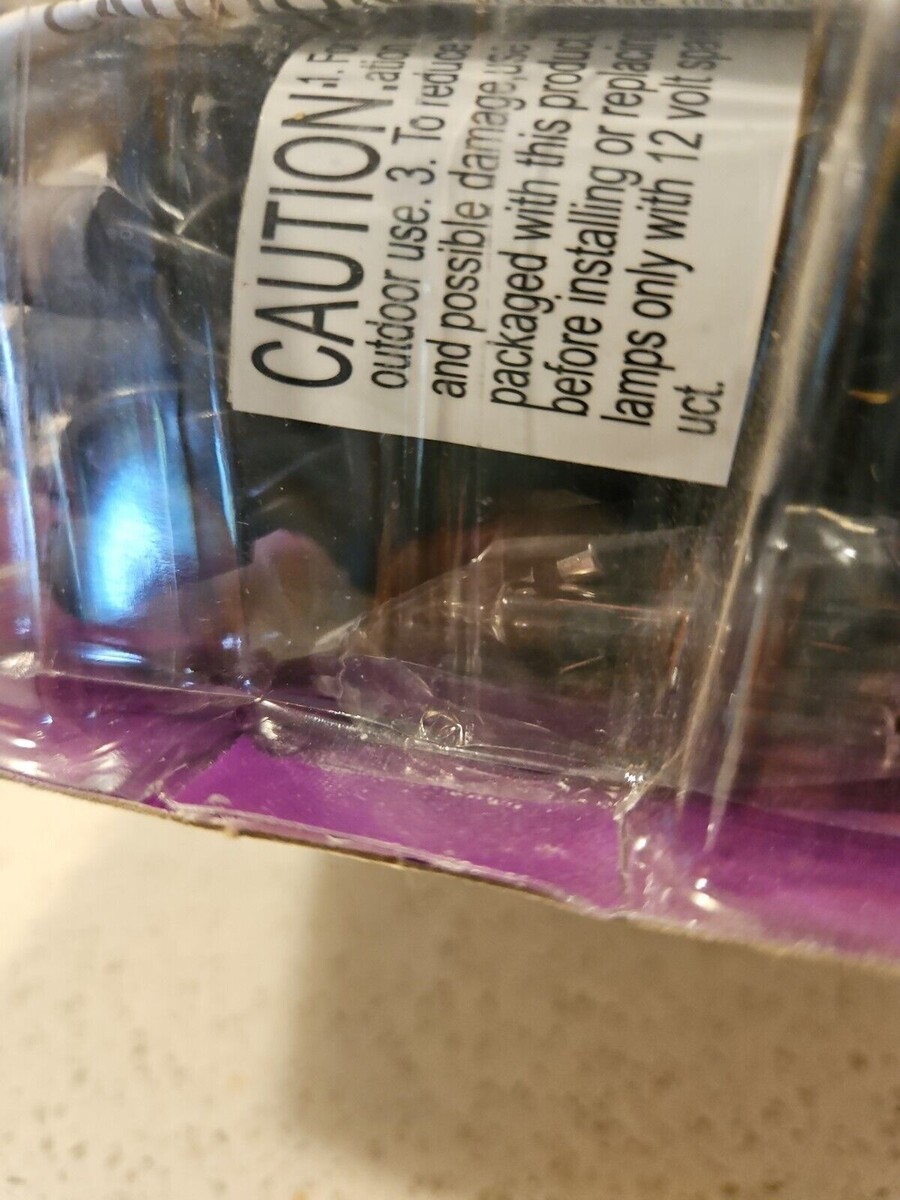 CAUTION
outdoor use. 3. To reduce
and possible damage, use
packaged with this product
before installing or replacing
lamps only with 12 volt
uct.